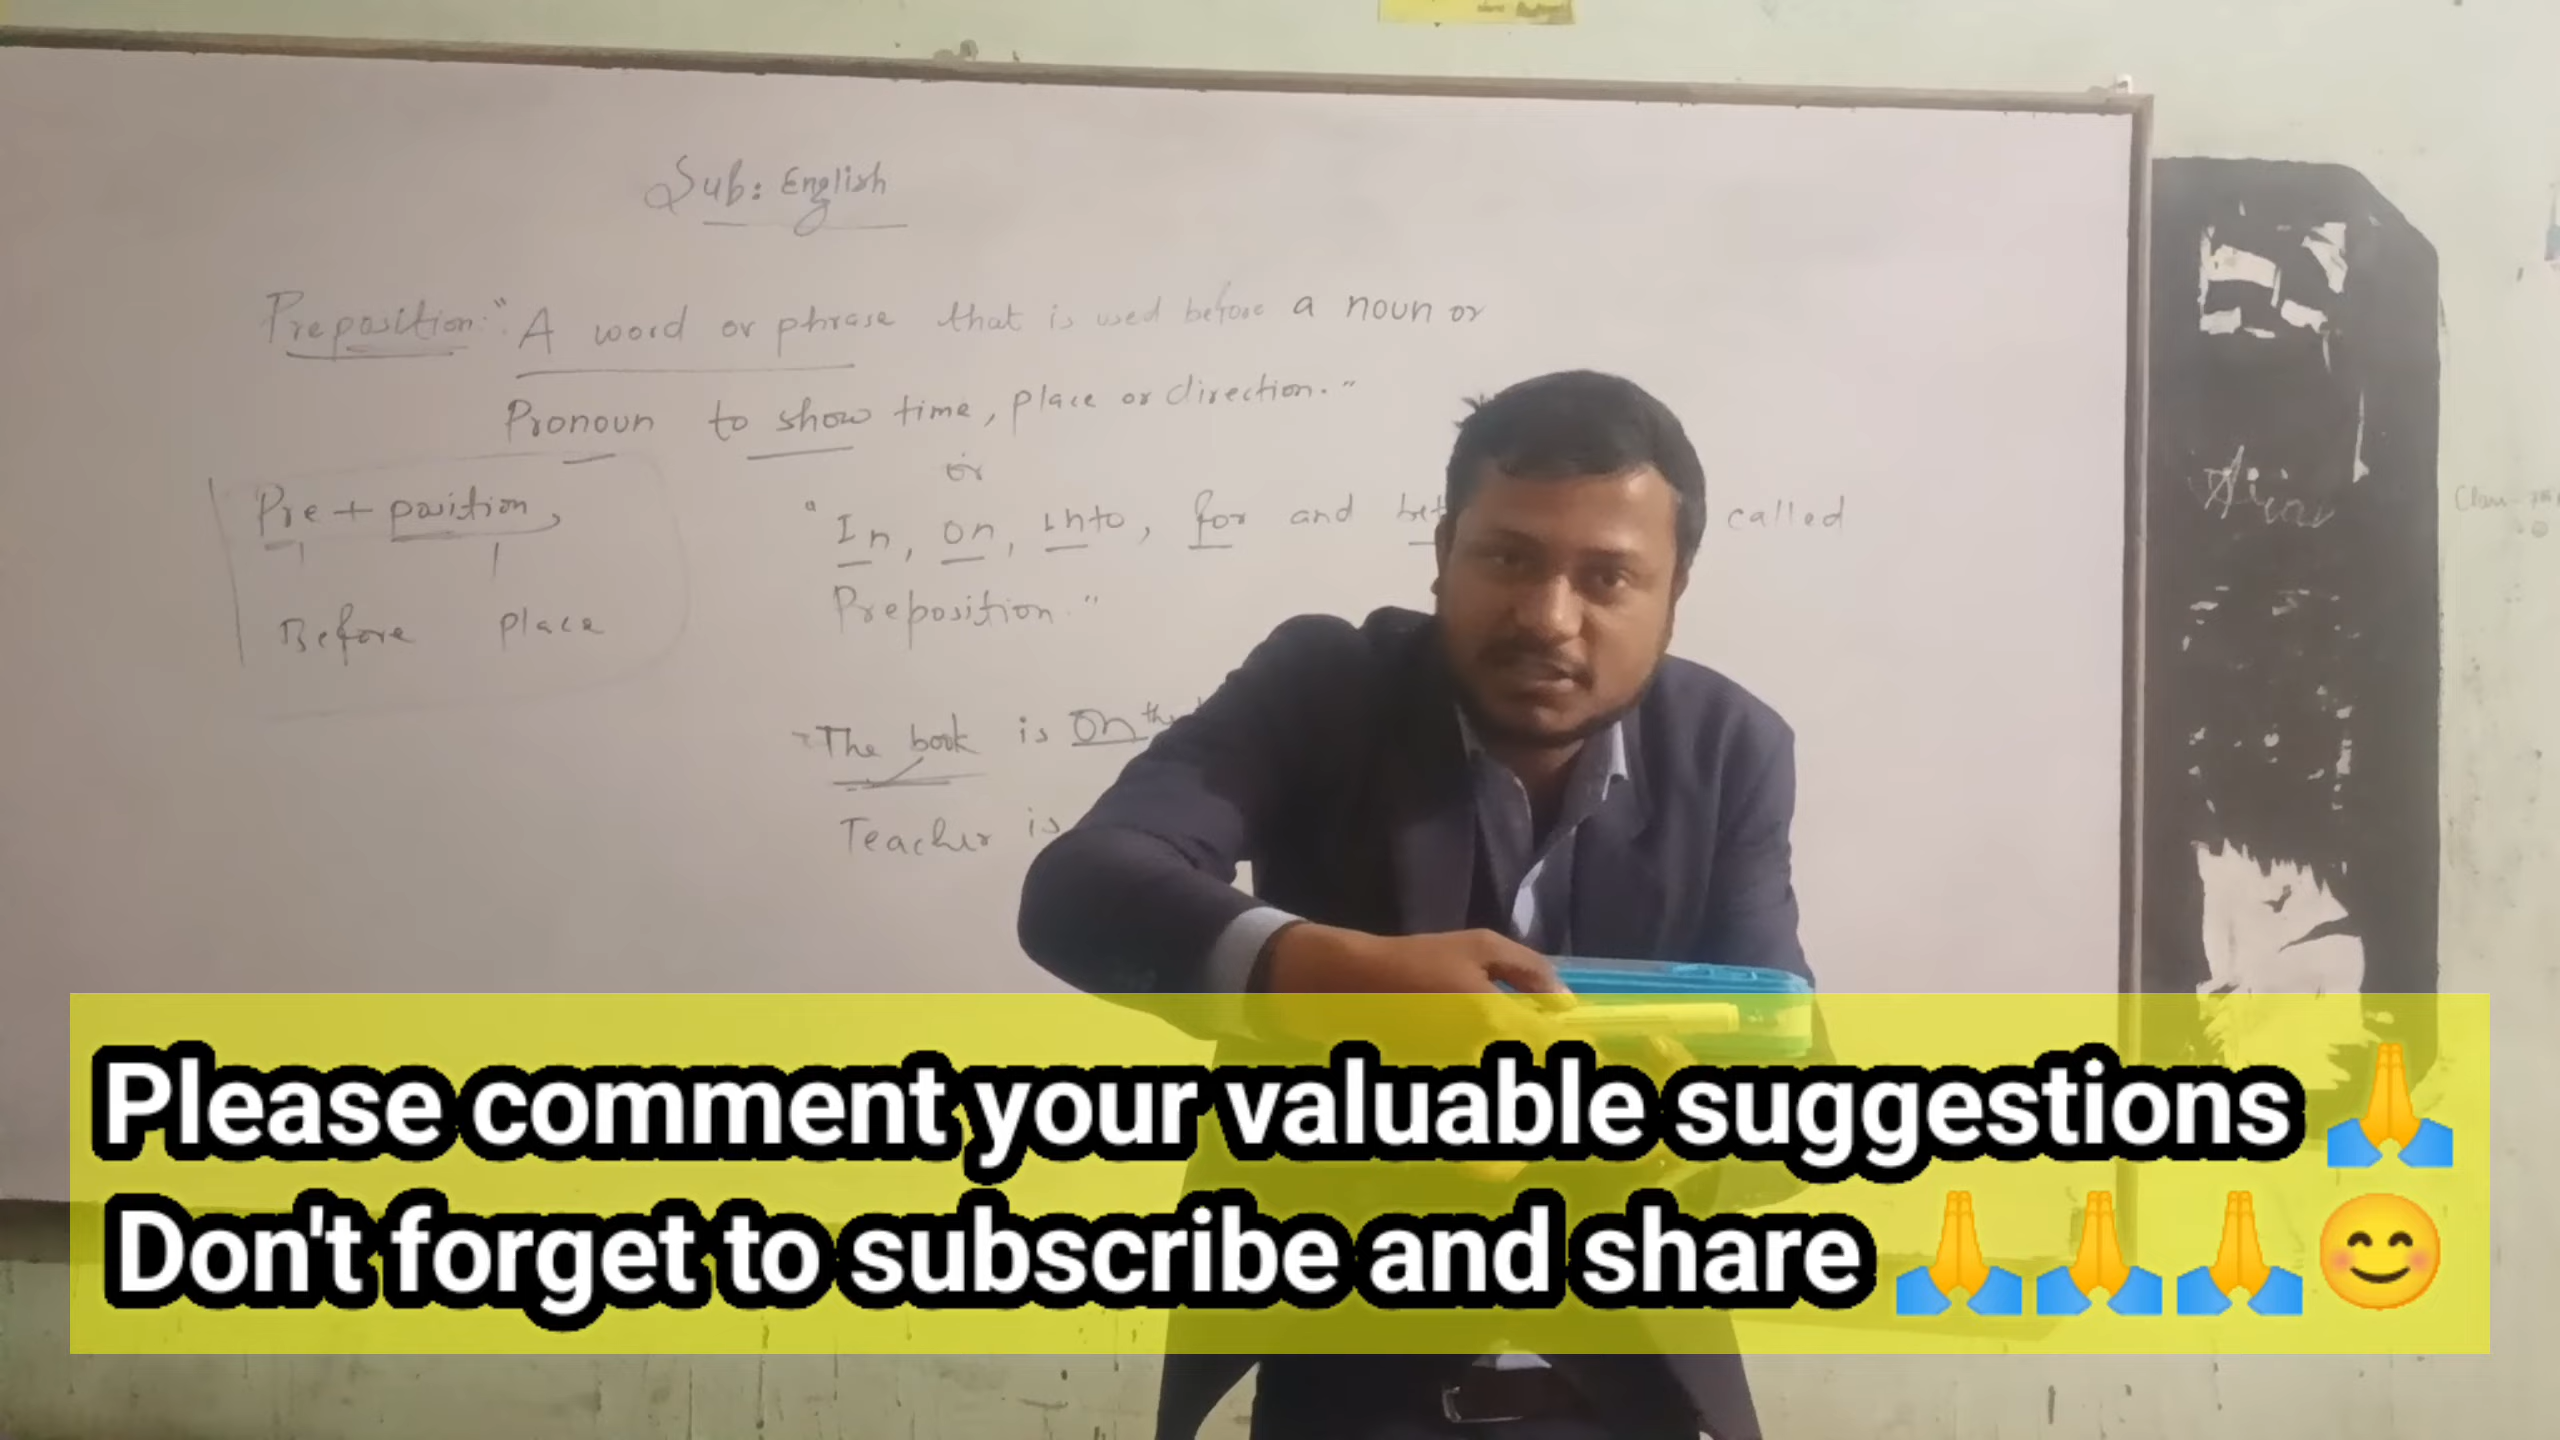 Sub: English
Preposition:- "A word or phrase that is used before a noun or
Pronoun to show time, place or direction."
or
Pre + position,
"In, on, into, for and bet called
Preposition."
Before place
The book is on the
Teacher is
Please comment your valuable suggestions 🙏
Don't forget to subscribe and share 🙏🙏🙏😊